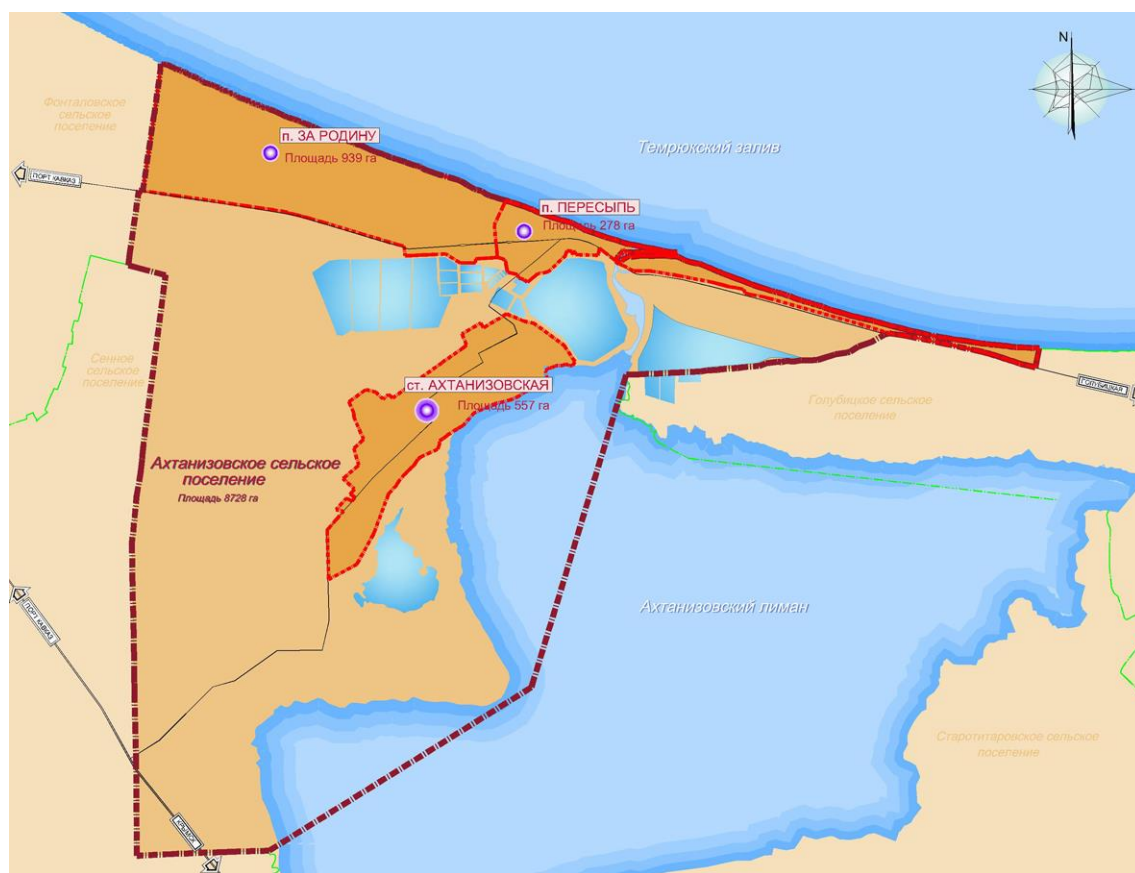 N
Фонталовское
сельское
поселение
п. ЗА РОДИНУ
Площадь 939 га
Темрюкский залив
ПОРТ КАВКАЗ
п. ПЕРЕСЫПЬ
Площадь 278 га
Сенное
сельское
поселение
ст. АХТАНИЗОВСКАЯ
Площадь 557 га
ГОЛУБИЦКАЯ
Голубицкое сельское
поселение
Ахтанизовское сельское
поселение
Площадь 8728 га
ПОРТ КАВКАЗ
Ахтанизовский лиман
Старотитаровское сельское
поселение
КРЫМСК